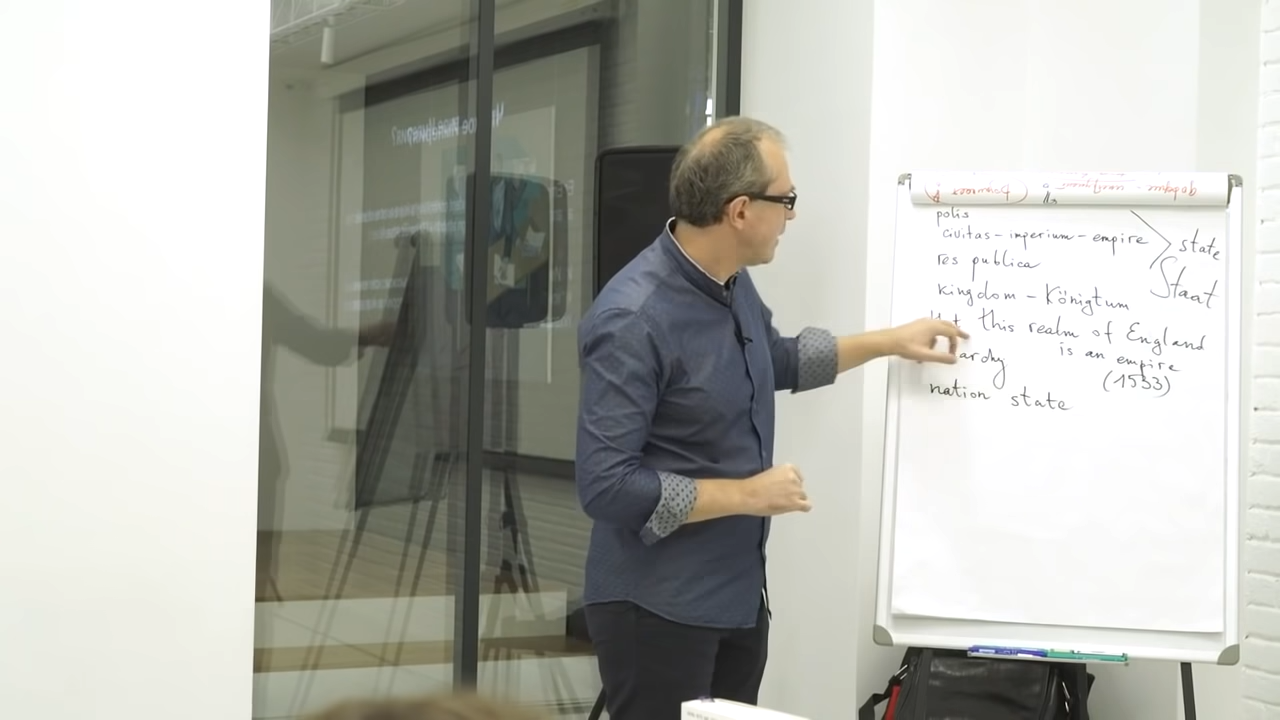 polis
civitas - imperium - empire
state
res publica
Staat
kingdom - Königtum
this realm of England
is an empire
archy
(1533)
nation state